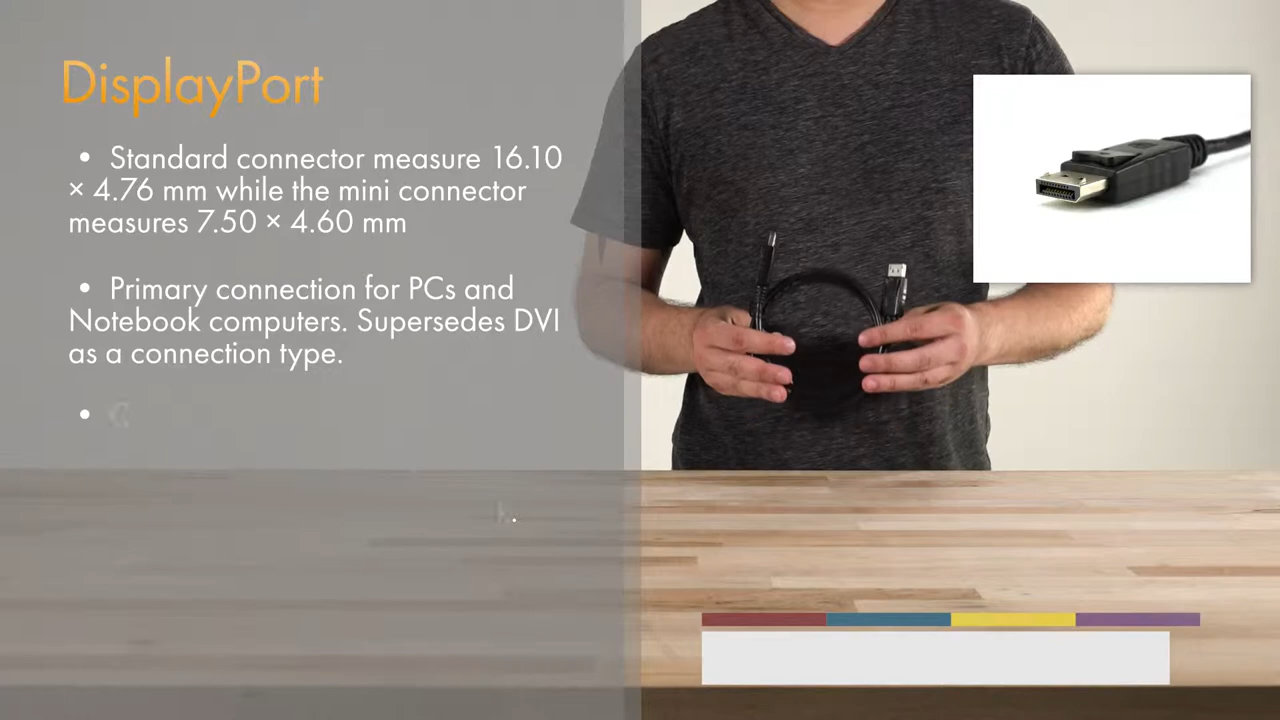 DisplayPort
• Standard connector measure 16.10
× 4.76 mm while the mini connector
measures 7.50 × 4.60 mm
• Primary connection for PCs and
Notebook computers. Supersedes DVI
as a connection type.
•